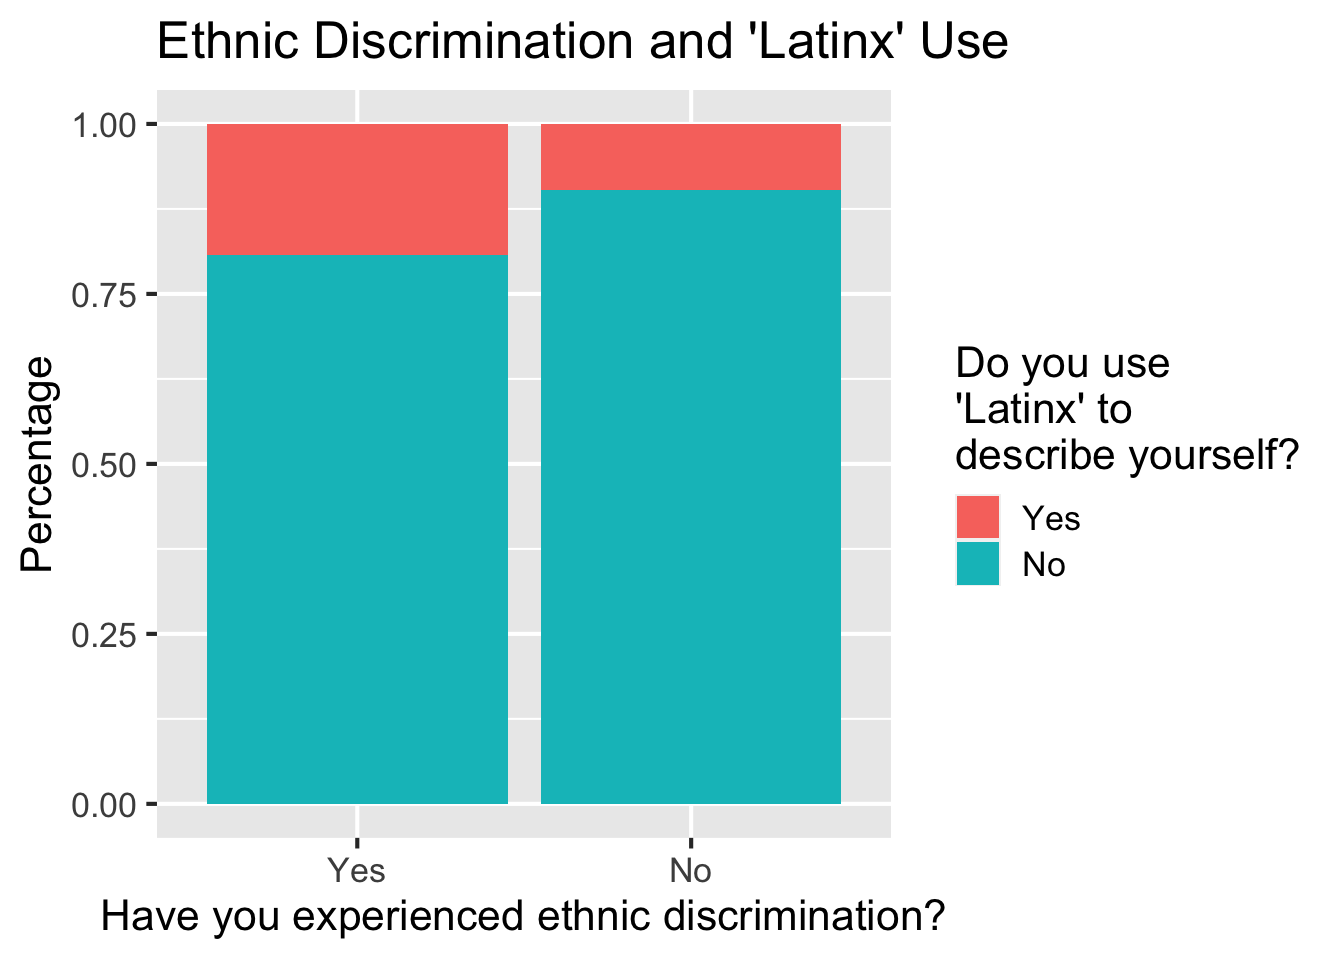 Ethnic Discrimination and 'Latinx' Use
Percentage
1.00
0.75
0.50
0.25
0.00
Yes
No
Have you experienced ethnic discrimination?
Do you use
'Latinx' to
describe yourself?
Yes
No